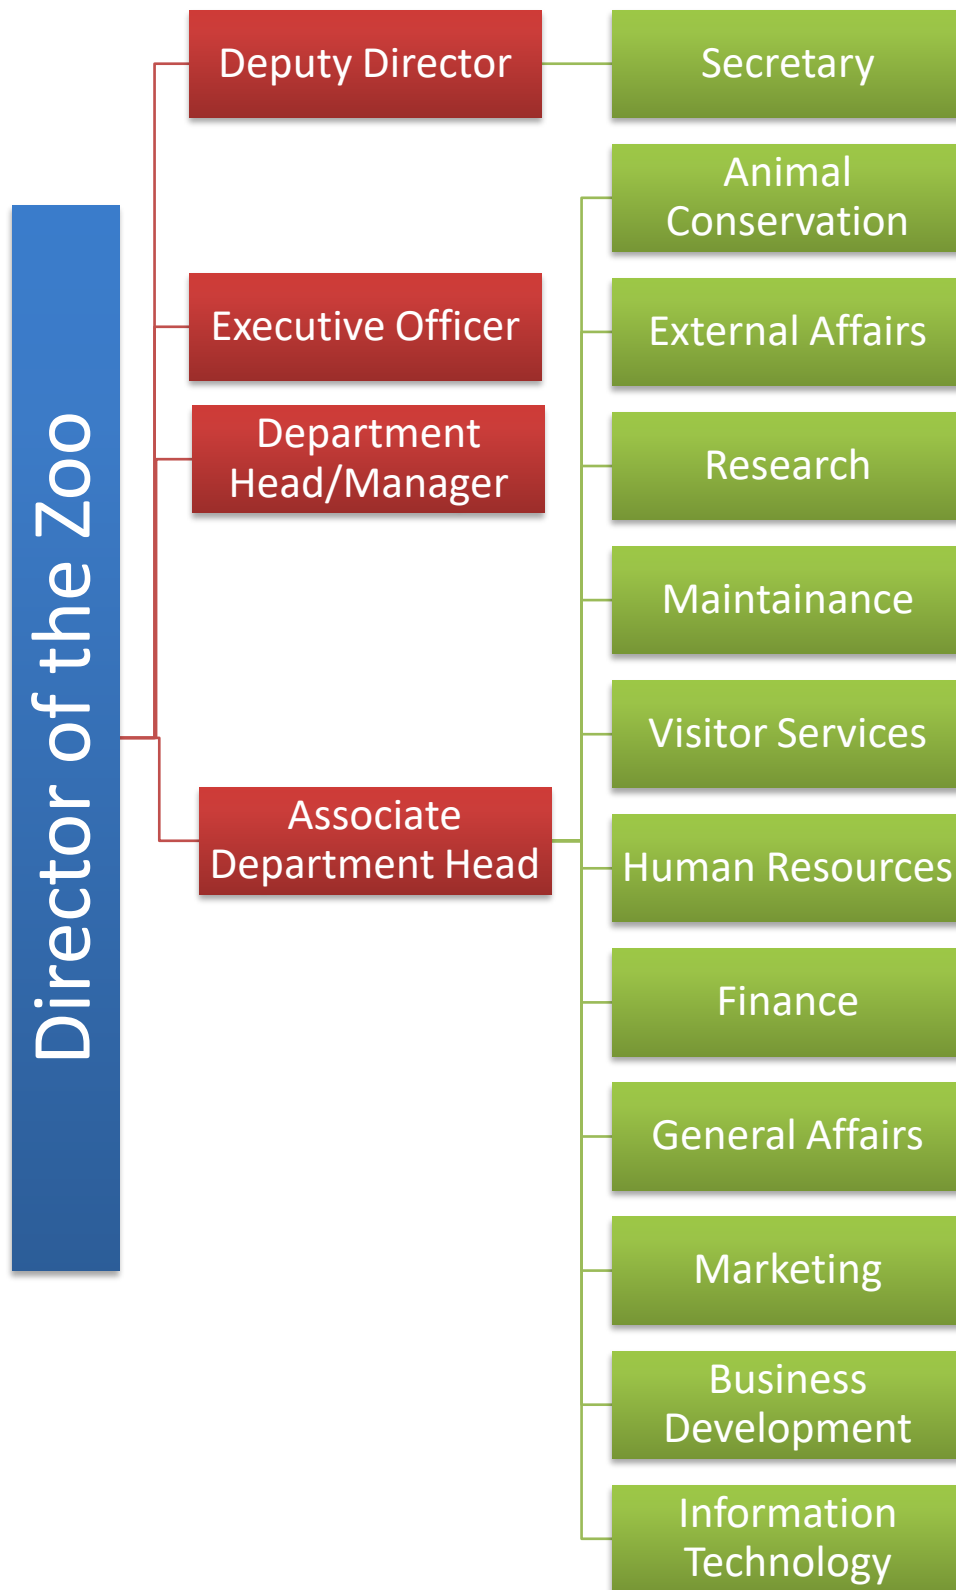 Director of the Zoo
Deputy Director
Secretary
Executive Officer
Department
Head/Manager
Associate
Department Head
Animal
Conservation
External Affairs
Research
Maintainance
Visitor Services
Human Resources
Finance
General Affairs
Marketing
Business
Development
Information
Technology